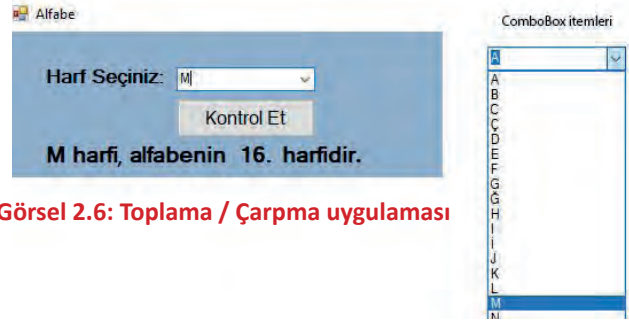 Alfabe
Harf Seçiniz: M
Kontrol Et
M harfi, alfabenin 16. harfidir.
Görsel 2.6: Toplama / Çarpma uygulaması
ComboBox itemleri
A
A
B
C
Ç
D
E
F
G
Ğ
H
I
İ
J
K
L
M
N